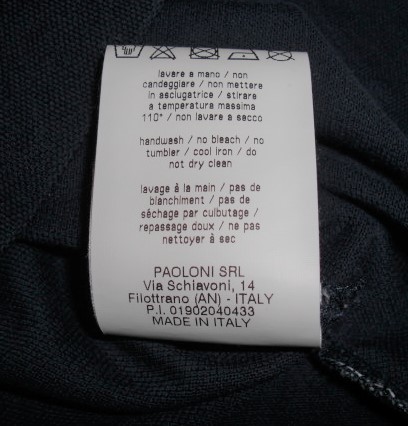 lavare a mano / non
candeggiare / non mettere
in asciugatrice / stirare
a temperatura massima
110° / non lavare a secco
handwash / no bleach / no
tumbler / cool iron / do
not dry clean
lavage à la main / pas de
blanchiment / pas de
séchage par culbutage /
repassage doux / ne pas
nettoyer à sec
PAOLONI SRL
Via Schiavoni, 14
Filottrano (AN) - ITALY
P.I. 01902040433
MADE IN ITALY